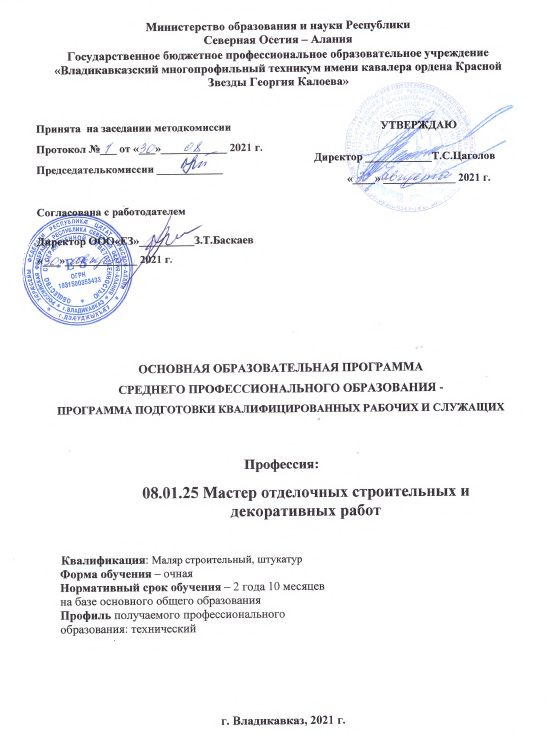 Министерство образования и науки Республики
Северная Осетия – Алания
Государственное бюджетное профессиональное образовательное учреждение
«Владикавказский многопрофильный техникум имени кавалера ордена Красной
Звезды Георгия Калоева»
Принята на заседании методкомиссии
Протокол № 1 от «30» 08 2021 г.
Председателькомиссии
УТВЕРЖДАЮ
Директор Т.С.Цаголов
«30» августа 2021 г.
Согласована с работодателем
Директор ООО«ЕЗ» З.Т.Баскаев
2021 г.
ОСНОВНАЯ ОБРАЗОВАТЕЛЬНАЯ ПРОГРАММА
СРЕДНЕГО ПРОФЕССИОНАЛЬНОГО ОБРАЗОВАНИЯ -
ПРОГРАММА ПОДГОТОВКИ КВАЛИФИЦИРОВАННЫХ РАБОЧИХ И СЛУЖАЩИХ
Профессия:
08.01.25 Мастер отделочных строительных и
декоративных работ
Квалификация: Маляр строительный, штукатур
Форма обучения – очная
Нормативный срок обучения – 2 года 10 месяцев
на базе основного общего образования
Профиль получаемого профессионального
образования: технический
г. Владикавказ, 2021 г.